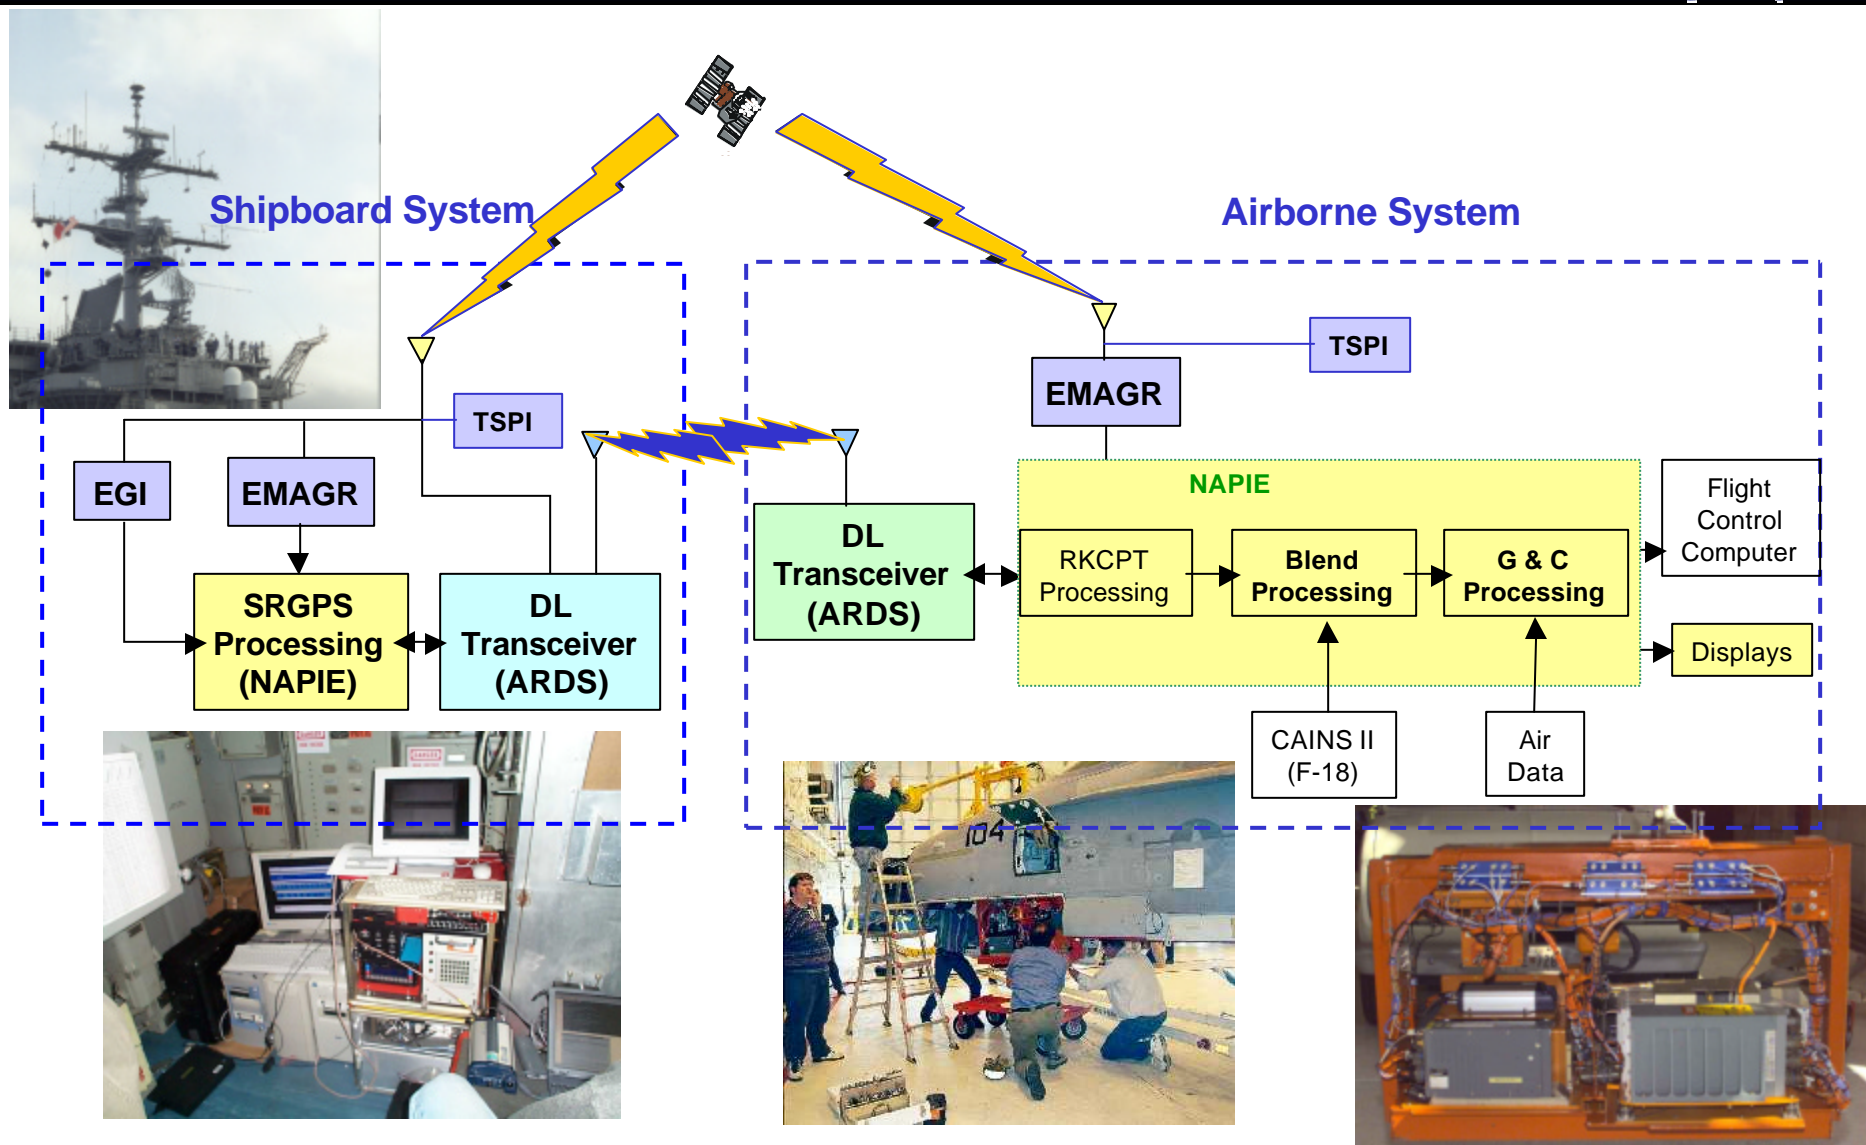 Shipboard System
Airborne System
TSPI
TSPI
EMAGR
EGI
EMAGR
NAPIE
Flight
Control
Computer
DL
Transceiver
(ARDS)
RKCPT
Processing
Blend
Processing
G & C
Processing
SRGPS
Processing
(NAPIE)
DL
Transceiver
(ARDS)
Displays
CAINS II
(F-18)
Air
Data
104